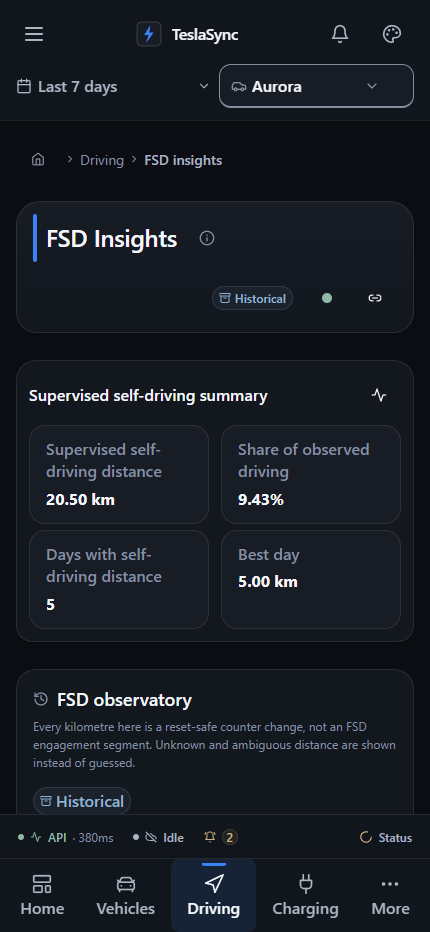 TeslaSync
Last 7 days
Aurora
Driving
FSD insights
FSD Insights
Historical
Supervised self-driving summary
Supervised self-
driving distance
20.50 km
Share of observed
driving
9.43%
Days with self-
driving distance
5
Best day
5.00 km
FSD observatory
Every kilometre here is a reset-safe counter change, not an FSD
engagement segment. Unknown and ambiguous distance are shown
instead of guessed.
Historical
API · 380ms
Idle
2
Status
Home
Vehicles
Driving
Charging
More